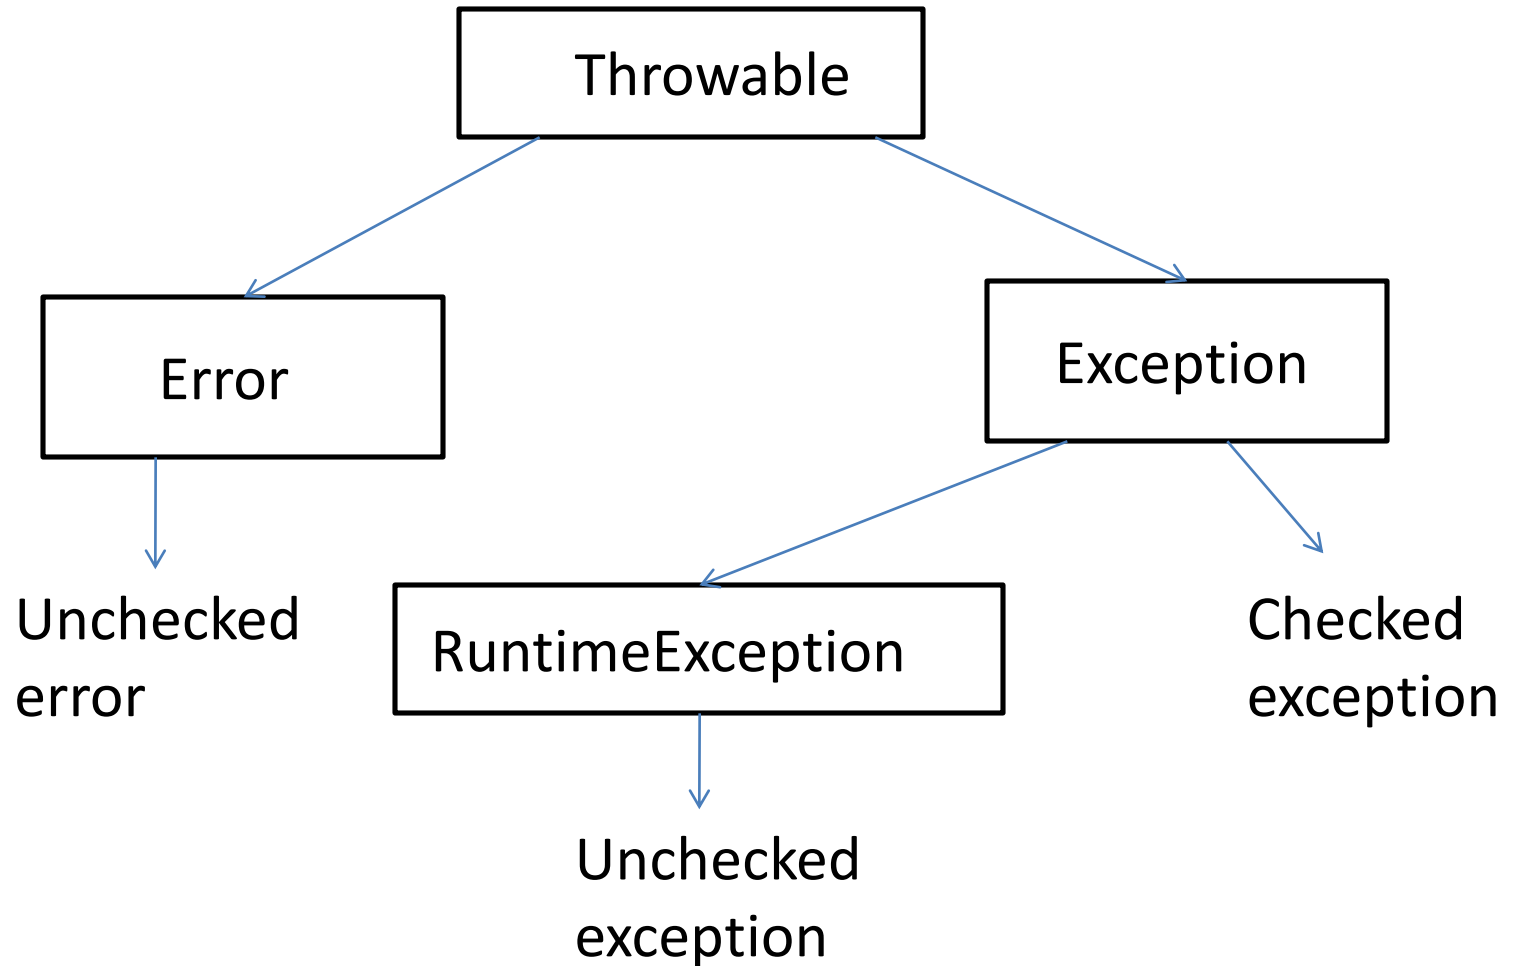 Throwable
Error
Exception
Unchecked
error
RuntimeException
Checked
exception
Unchecked
exception